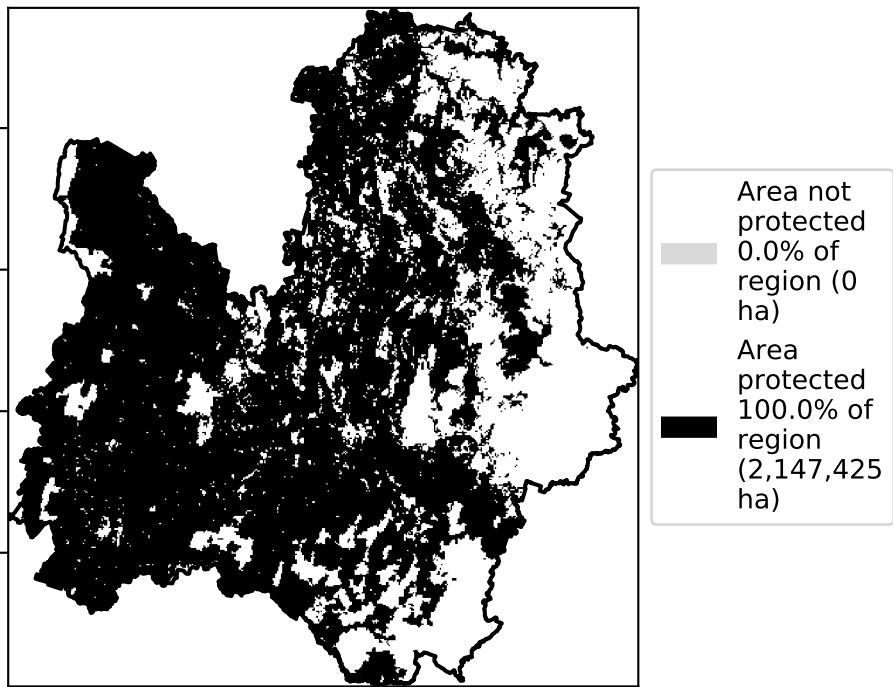 Area not
protected
0.0% of
region (0
ha)
Area
protected
100.0% of
region
(2,147,425
ha)